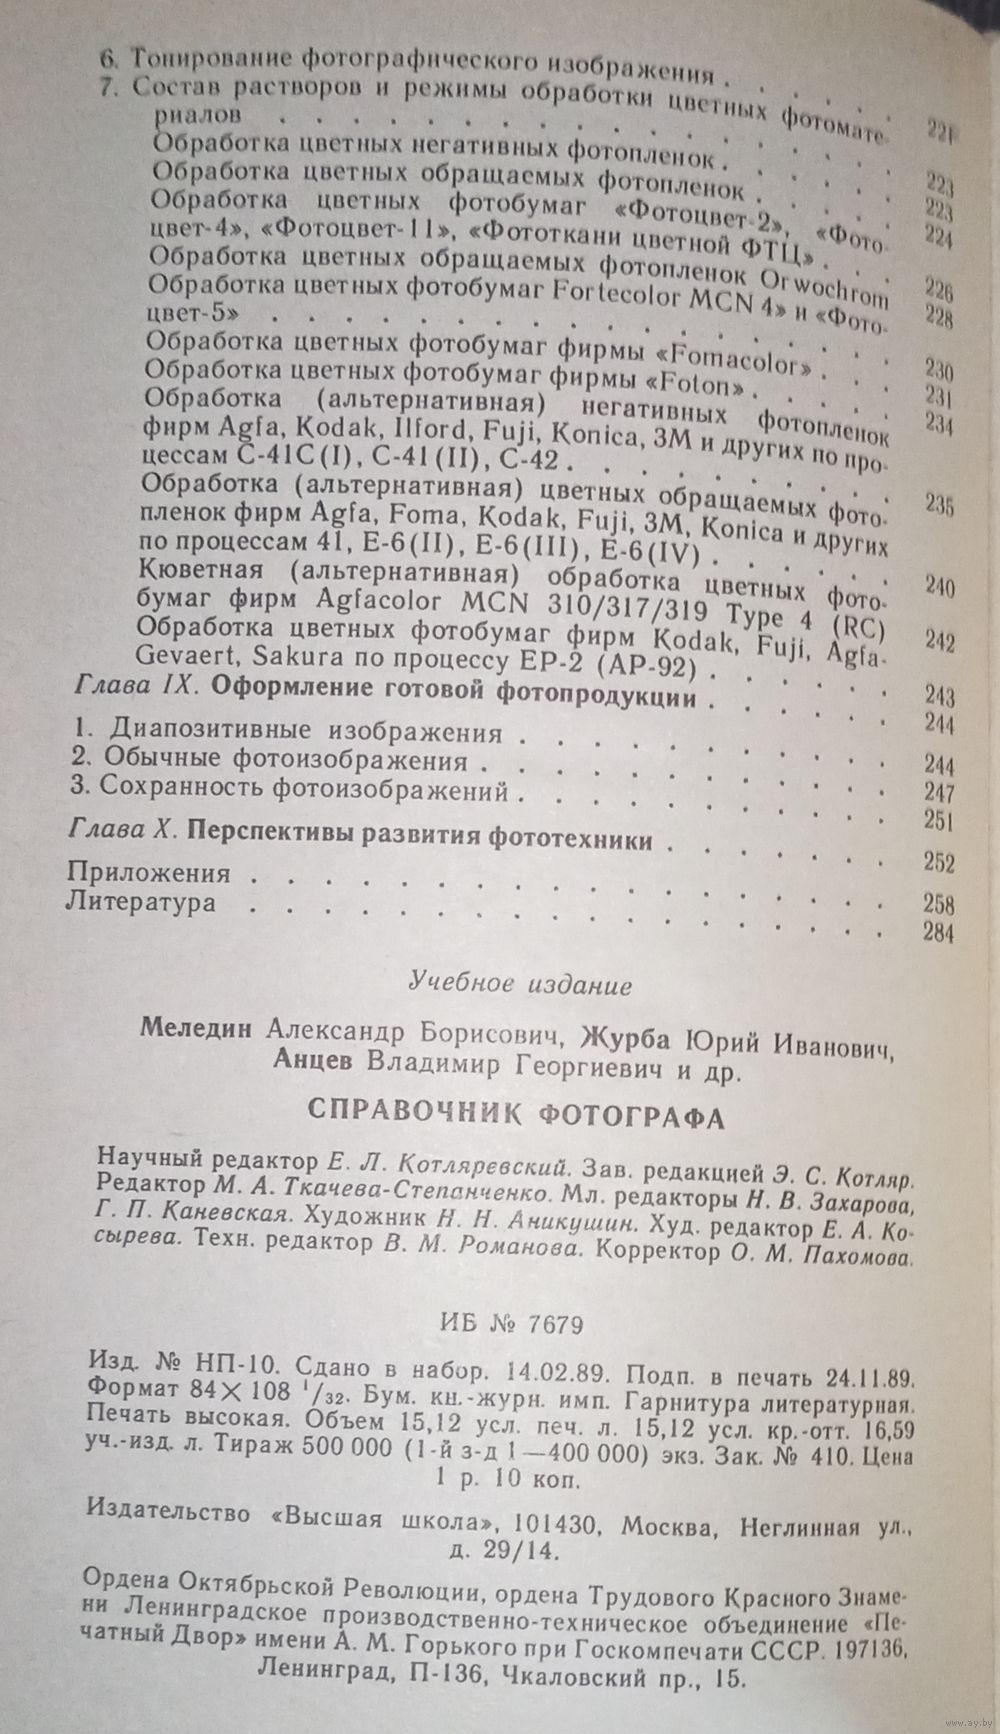 6. Тонирование фотографического изображения . . . . . 221
7. Состав растворов и режимы обработки цветных фотомате-
риалов . . . . . . . . . . . . . . . . . 223
Обработка цветных негативных фотопленок . . . . . 223
Обработка цветных обращаемых фотопленок . . . . . 224
Обработка цветных фотобумаг «Фотоцвет-2», «Фото-
цвет-4», «Фотоцвет-11», «Фототкани цветной ФТЦ» . . . 226
Обработка цветных обращаемых фотопленок Orwochrom 228
Обработка цветных фотобумаг Fortecolor MCN 4» и «Фото-
цвет-5» . . . . . . . . . . . . . . . . . 230
Обработка цветных фотобумаг фирмы «Fomacolor» . . . 231
Обработка цветных фотобумаг фирмы «Foton» . . . . . 234
Обработка (альтернативная) негативных фотопленок
фирм Agfa, Kodak, Ilford, Fuji, Konica, 3M и других по про-
цессам C-41C(I), C-41(II), C-42 . . . . . . . . . 235
Обработка (альтернативная) цветных обращаемых фото-
пленок фирм Agfa, Foma, Kodak, Fuji, 3M, Konica и других
по процессам 41, E-6(II), E-6(III), E-6(IV) . . . . . . 240
Кюветная (альтернативная) обработка цветных фото-
бумаг фирм Agfacolor MCN 310/317/319 Type 4 (RC) 242
Обработка цветных фотобумаг фирм Kodak, Fuji, Agfa-
Gevaert, Sakura по процессу EP-2 (AP-92) . . . . . . 243
Глава IX. Оформление готовой фотопродукции . . . . . . 244
1. Диапозитивные изображения . . . . . . . . . . 244
2. Обычные фотоизображения . . . . . . . . . . . 247
3. Сохранность фотоизображений . . . . . . . . . . 251
Глава X. Перспективы развития фототехники . . . . . . . 252
Приложения . . . . . . . . . . . . . . . . . 258
Литература . . . . . . . . . . . . . . . . . 284
Учебное издание
Меледин Александр Борисович, Журба Юрий Иванович,
Анцев Владимир Георгиевич и др.
СПРАВОЧНИК ФОТОГРАФА
Научный редактор Е. Л. Котляревский. Зав. редакцией Э. С. Котляр.
Редактор М. А. Ткачева-Степанченко. Мл. редакторы Н. В. Захарова,
Г. П. Каневская. Художник Н. Н. Аникушин. Худ. редактор Е. А. Ко-
сырева. Техн. редактор В. М. Романова. Корректор О. М. Пахомова.
ИБ № 7679
Изд. № НП-10. Сдано в набор. 14.02.89. Подп. в печать 24.11.89.
Формат 84×108 1/32. Бум. кн.-журн. имп. Гарнитура литературная.
Печать высокая. Объем 15,12 усл. печ. л. 15,12 усл. кр.-отт. 16,59
уч.-изд. л. Тираж 500 000 (1-й з-д 1—400 000) экз. Зак. № 410. Цена
1 р. 10 коп.
Издательство «Высшая школа», 101430, Москва, Неглинная ул.,
д. 29/14.
Ордена Октябрьской Революции, ордена Трудового Красного Знаме-
ни Ленинградское производственно-техническое объединение «Пе-
чатный Двор» имени А. М. Горького при Госкомпечати СССР. 197136,
Ленинград, П-136, Чкаловский пр., 15.
www.ay.by